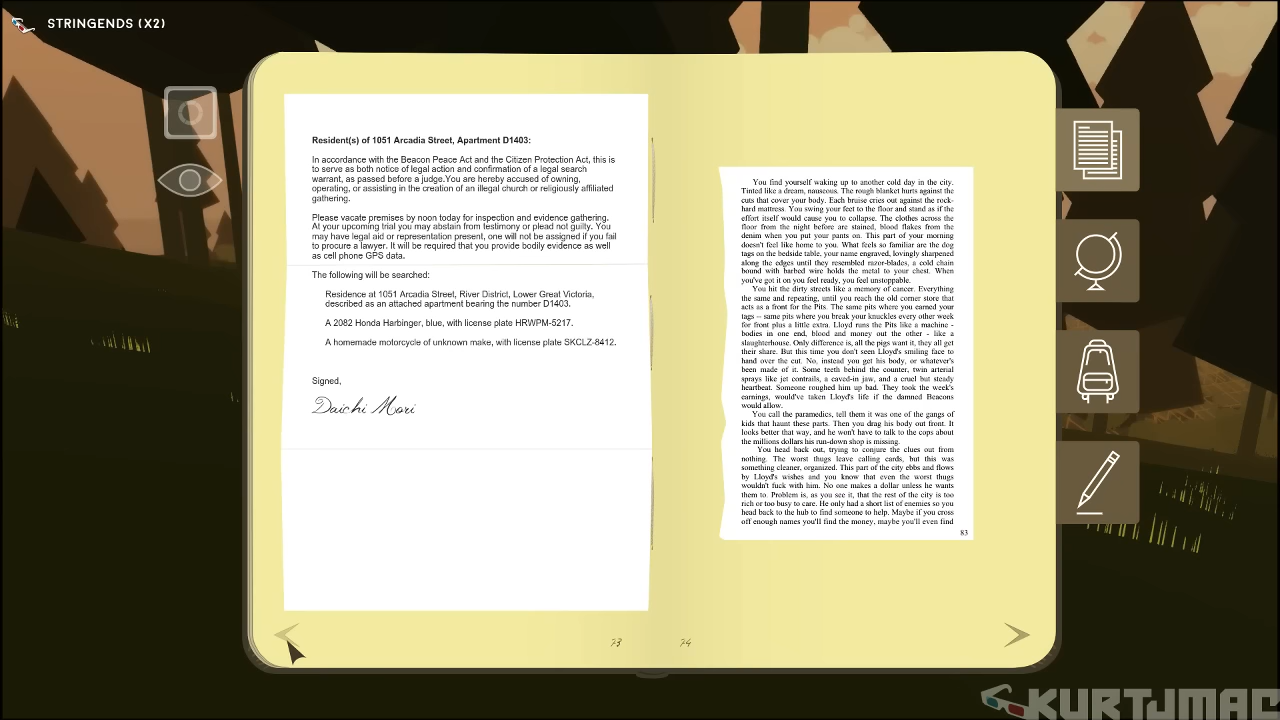 STRINGENDS (X2)
Resident(s) of 1051 Arcadia Street, Apartment D1403:
In accordance with the Beacon Peace Act and the Citizen Protection Act, this is
to serve as both notice of legal action and confirmation of a legal search
warrant, as passed before a judge.You are hereby accused of owning,
operating, or assisting in the creation of an illegal church or religiously affiliated
gathering.
Please vacate premises by noon today for inspection and evidence gathering.
At your upcoming trial you may abstain from testimony or plead not guilty. You
may have legal aid or representation present, one will not be assigned if you fail
to procure a lawyer. It will be required that you provide bodily evidence as well
as cell phone GPS data.
The following will be searched:
Residence at 1051 Arcadia Street, River District, Lower Great Victoria,
described as an attached apartment bearing the number D1403.
A 2082 Honda Harbinger, blue, with license plate HRWPM-5217.
A homemade motorcycle of unknown make, with license plate SKCLZ-8412.
Signed,
Daichi Mori
73
You find yourself waking up to another cold day in the city.
Tinted like a dream, nauseous. The rough blanket hurts against the
cuts that cover your body. Each bruise cries out against the rock-
hard mattress. You swing your feet to the floor and stand as if the
effort itself would cause you to collapse. The clothes across the
floor from the night before are stained, blood flakes from the
denim when you put your pants on. This part of your morning
doesn't feel like home to you. What feels so familiar are the dog
tags on the bedside table, your name engraved, lovingly sharpened
along the edges until they resembled razor-blades, a cold chain
bound with barbed wire holds the metal to your chest. When
you've got it on you feel ready, you feel unstoppable.
You hit the dirty streets like a memory of cancer. Everything
the same and repeating, until you reach the old corner store that
acts as a front for the Pits. The same pits where you earned your
tags -- same pits where you break your knuckles every other week
for front plus a little extra. Lloyd runs the Pits like a machine -
bodies in one end, blood and money out the other - like a
slaughterhouse. Only difference is, all the pigs want it, they all get
their share. But this time you don't seen Lloyd's smiling face to
hand over the cut. No, instead you get his body, or whatever's
been made of it. Some teeth behind the counter, twin arterial
sprays like jet contrails, a caved-in jaw, and a cruel but steady
heartbeat. Someone roughed him up bad. They took the week's
earnings, would've taken Lloyd's life if the damned Beacons
would allow.
You call the paramedics, tell them it was one of the gangs of
kids that haunt these parts. Then you drag his body out front. It
looks better that way, and he won't have to talk to the cops about
the millions dollars his run-down shop is missing.
You head back out, trying to conjure the clues out from
nothing. The worst thugs leave calling cards, but this was
something cleaner, organized. This part of the city ebbs and flows
by Lloyd's wishes and you know that even the worst thugs
wouldn't fuck with him. No one makes a dollar unless he wants
them to. Problem is, as you see it, that the rest of the city is too
rich or too busy to care. He only had a short list of enemies so you
head back to the hub to find someone to help. Maybe if you cross
off enough names you'll find the money, maybe you'll even find
83
74
KURTJMAC